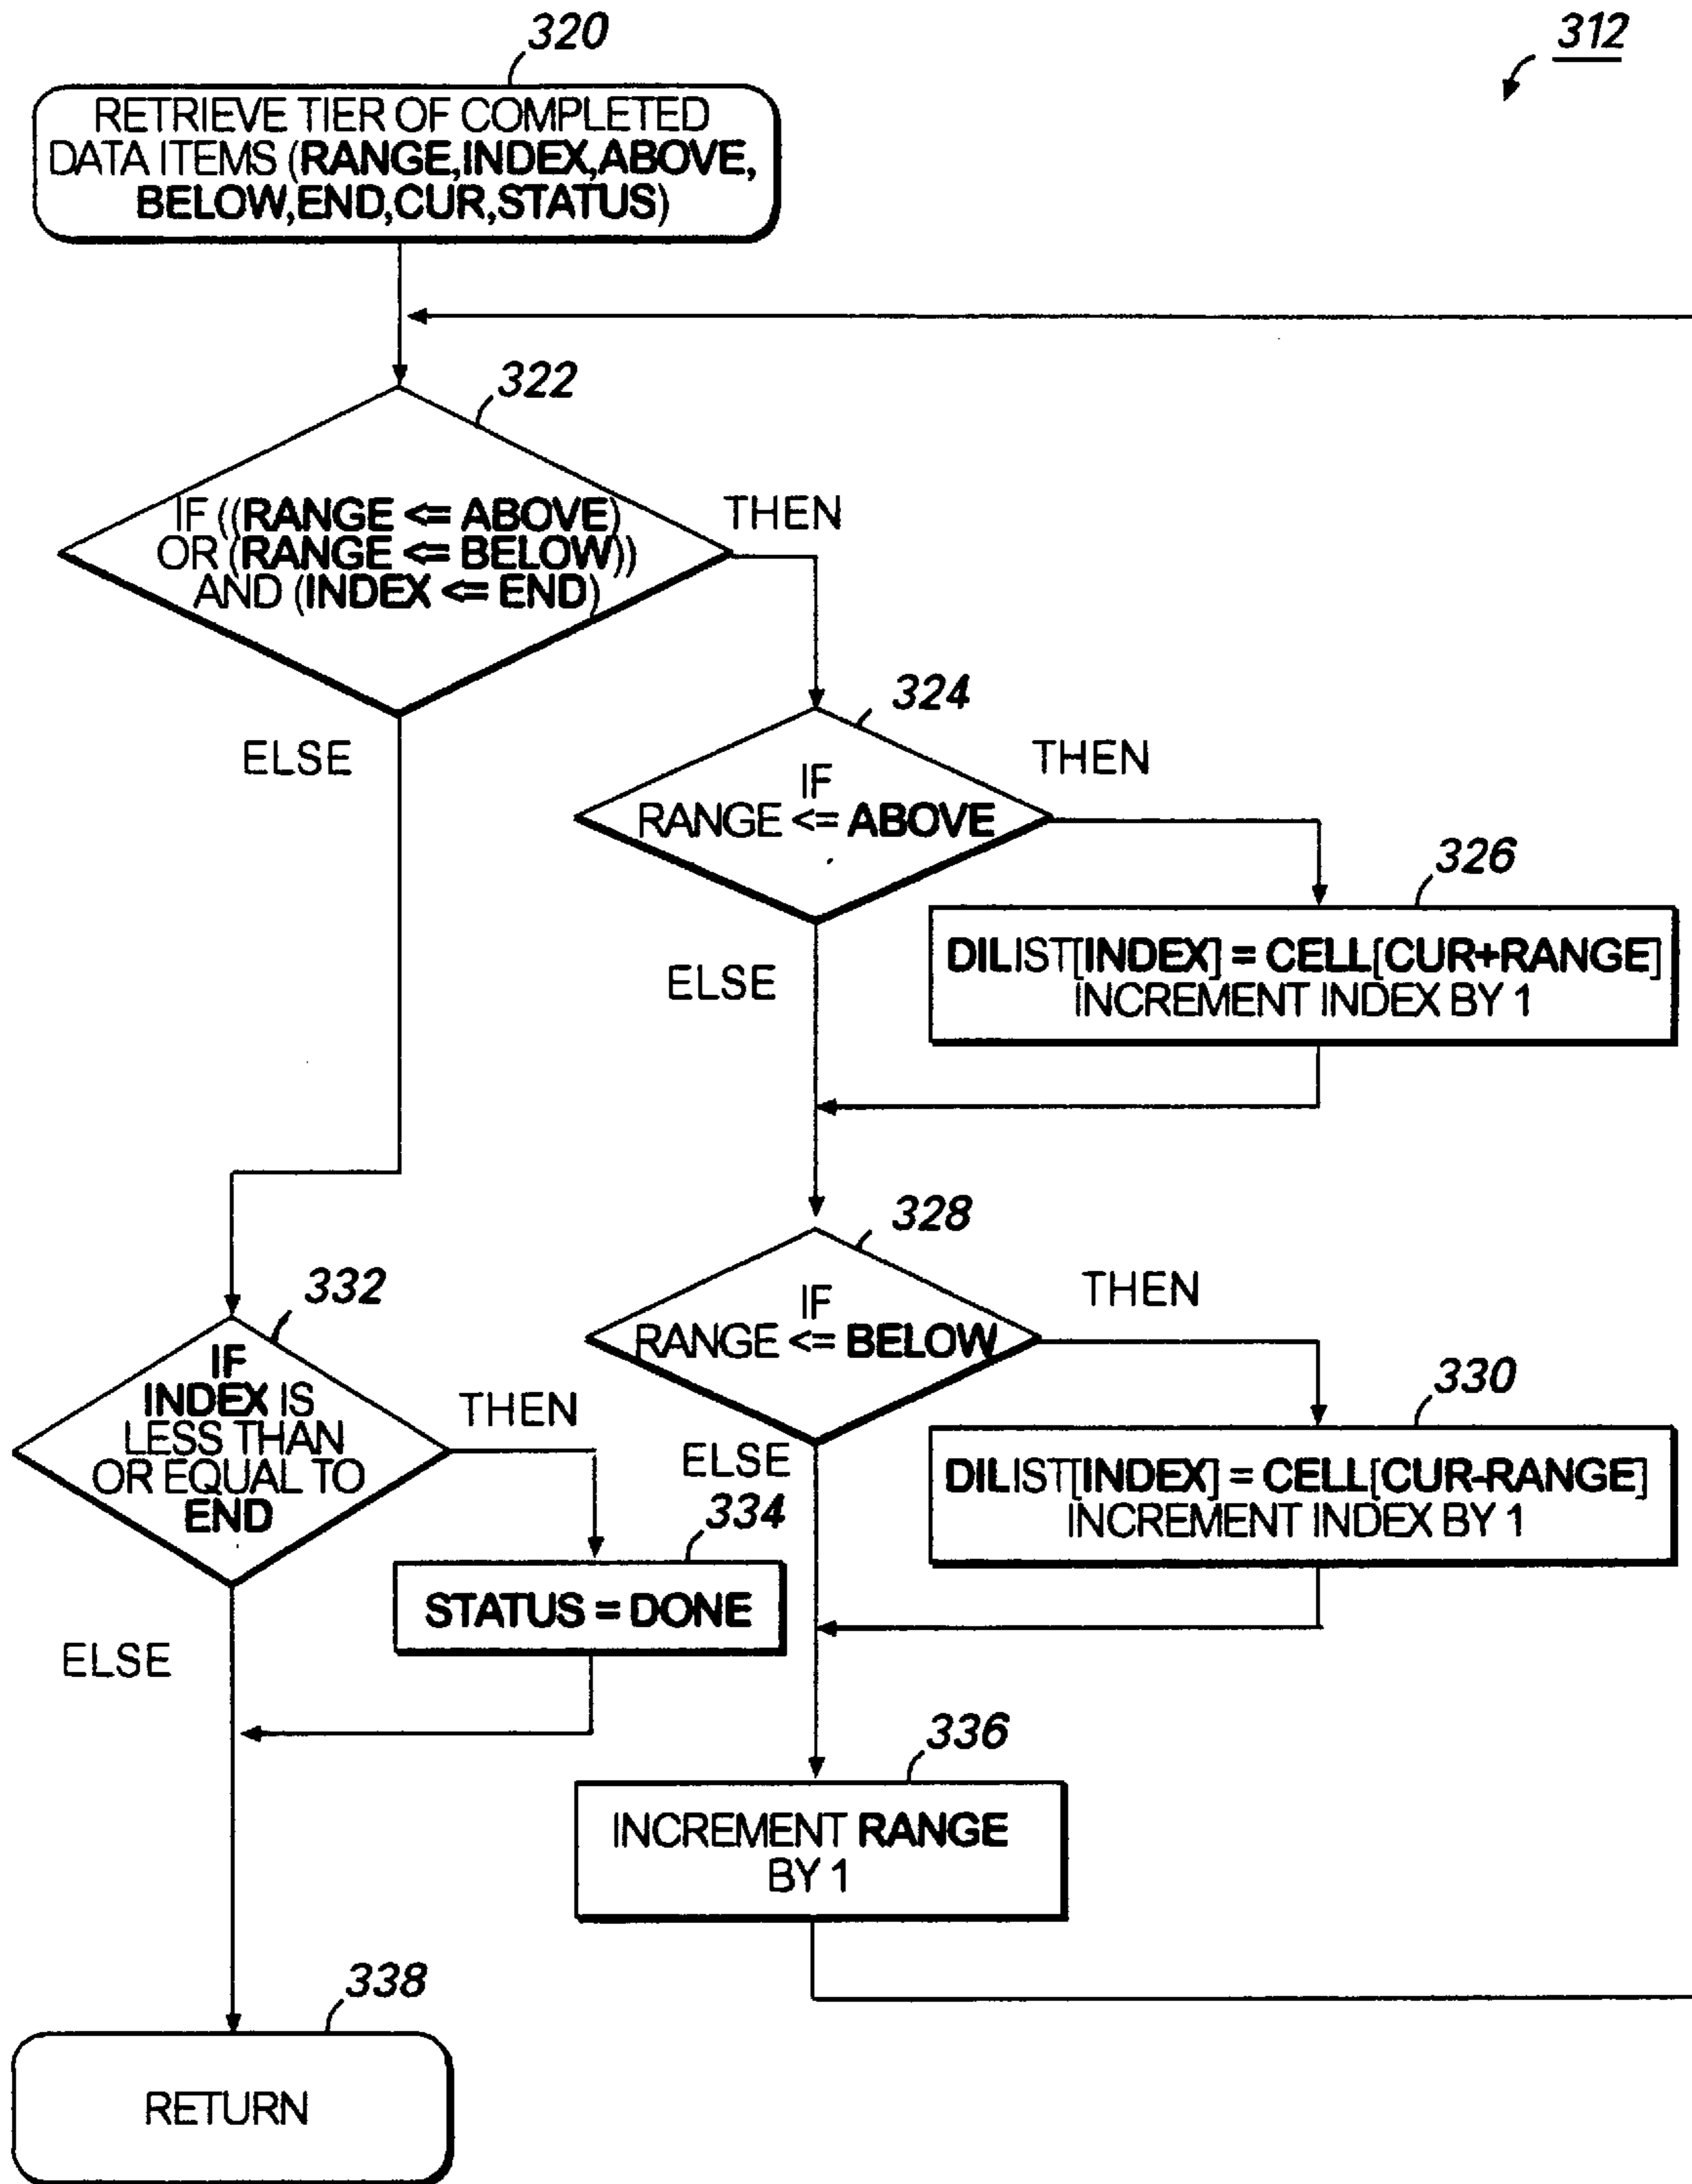 320
312
RETRIEVE TIER OF COMPLETED
DATA ITEMS (RANGE,INDEX,ABOVE,
BELOW,END,CUR,STATUS)
322
IF ((RANGE <= ABOVE)
OR (RANGE <= BELOW))
AND (INDEX <= END)
THEN
ELSE
324
IF
RANGE <= ABOVE
THEN
ELSE
326
DILIST[INDEX] = CELL[CUR+RANGE]
INCREMENT INDEX BY 1
328
IF
RANGE <= BELOW
THEN
ELSE
330
DILIST[INDEX] = CELL[CUR-RANGE]
INCREMENT INDEX BY 1
332
IF
INDEX IS
LESS THAN
OR EQUAL TO
END
THEN
ELSE
334
STATUS = DONE
336
INCREMENT RANGE
BY 1
338
RETURN